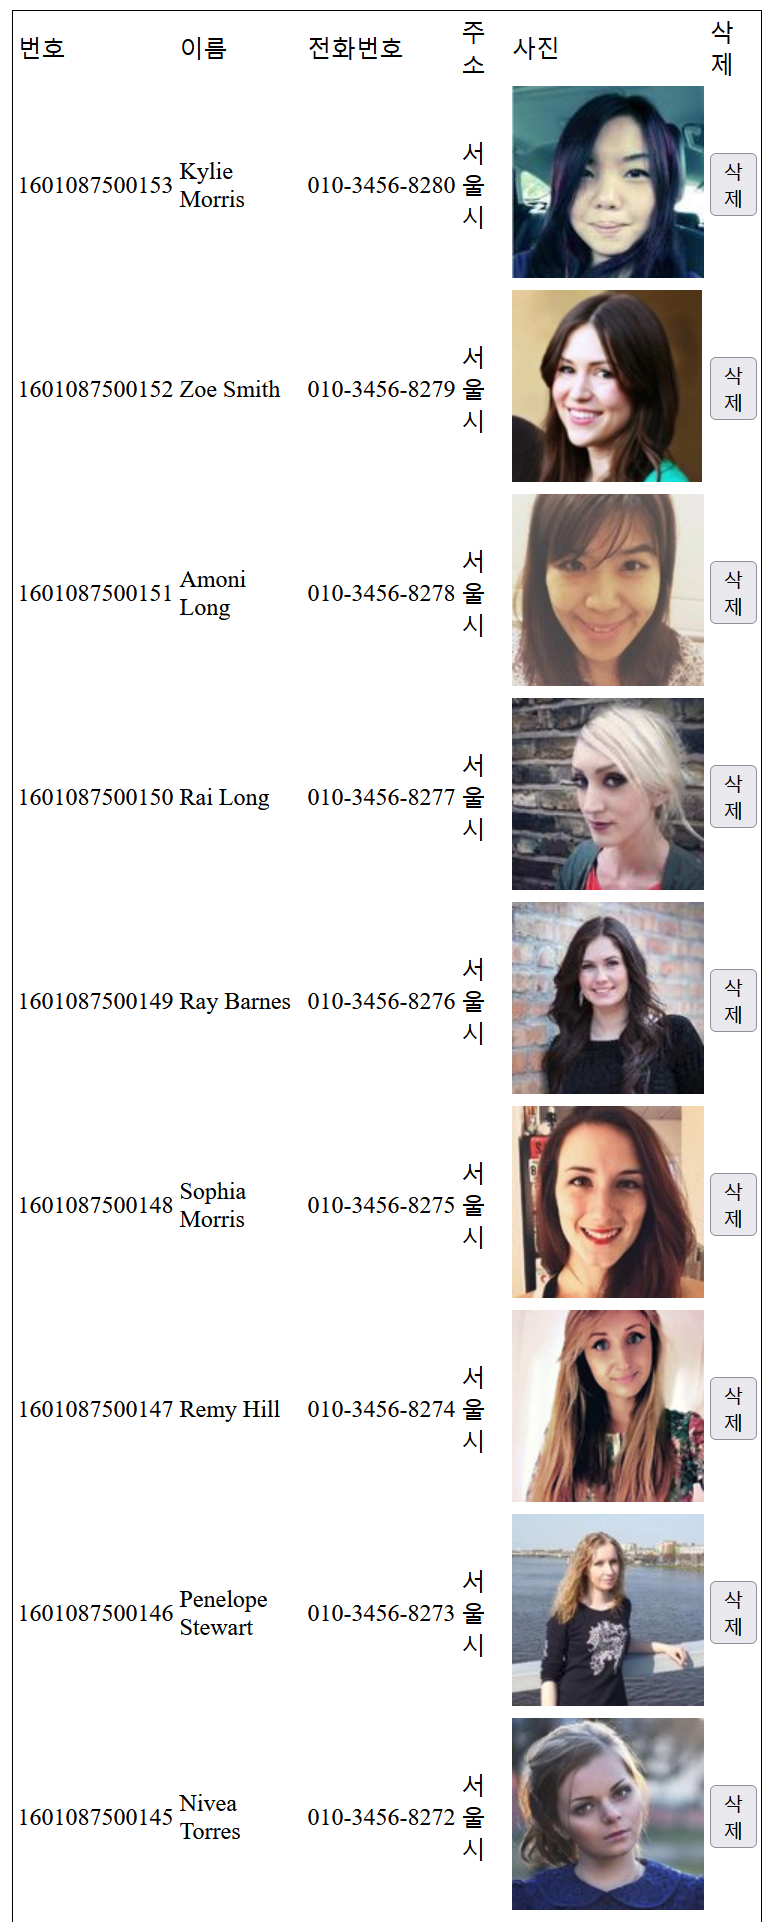 번호 이름 전화번호 주
소 사진 삭
제
1601087500153 Kylie
Morris 010-3456-8280 서
울
시 삭
제
1601087500152 Zoe Smith 010-3456-8279 서
울
시 삭
제
1601087500151 Amoni
Long 010-3456-8278 서
울
시 삭
제
1601087500150 Rai Long 010-3456-8277 서
울
시 삭
제
1601087500149 Ray Barnes 010-3456-8276 서
울
시 삭
제
1601087500148 Sophia
Morris 010-3456-8275 서
울
시 삭
제
1601087500147 Remy Hill 010-3456-8274 서
울
시 삭
제
1601087500146 Penelope
Stewart 010-3456-8273 서
울
시 삭
제
1601087500145 Nivea
Torres 010-3456-8272 서
울
시 삭
제